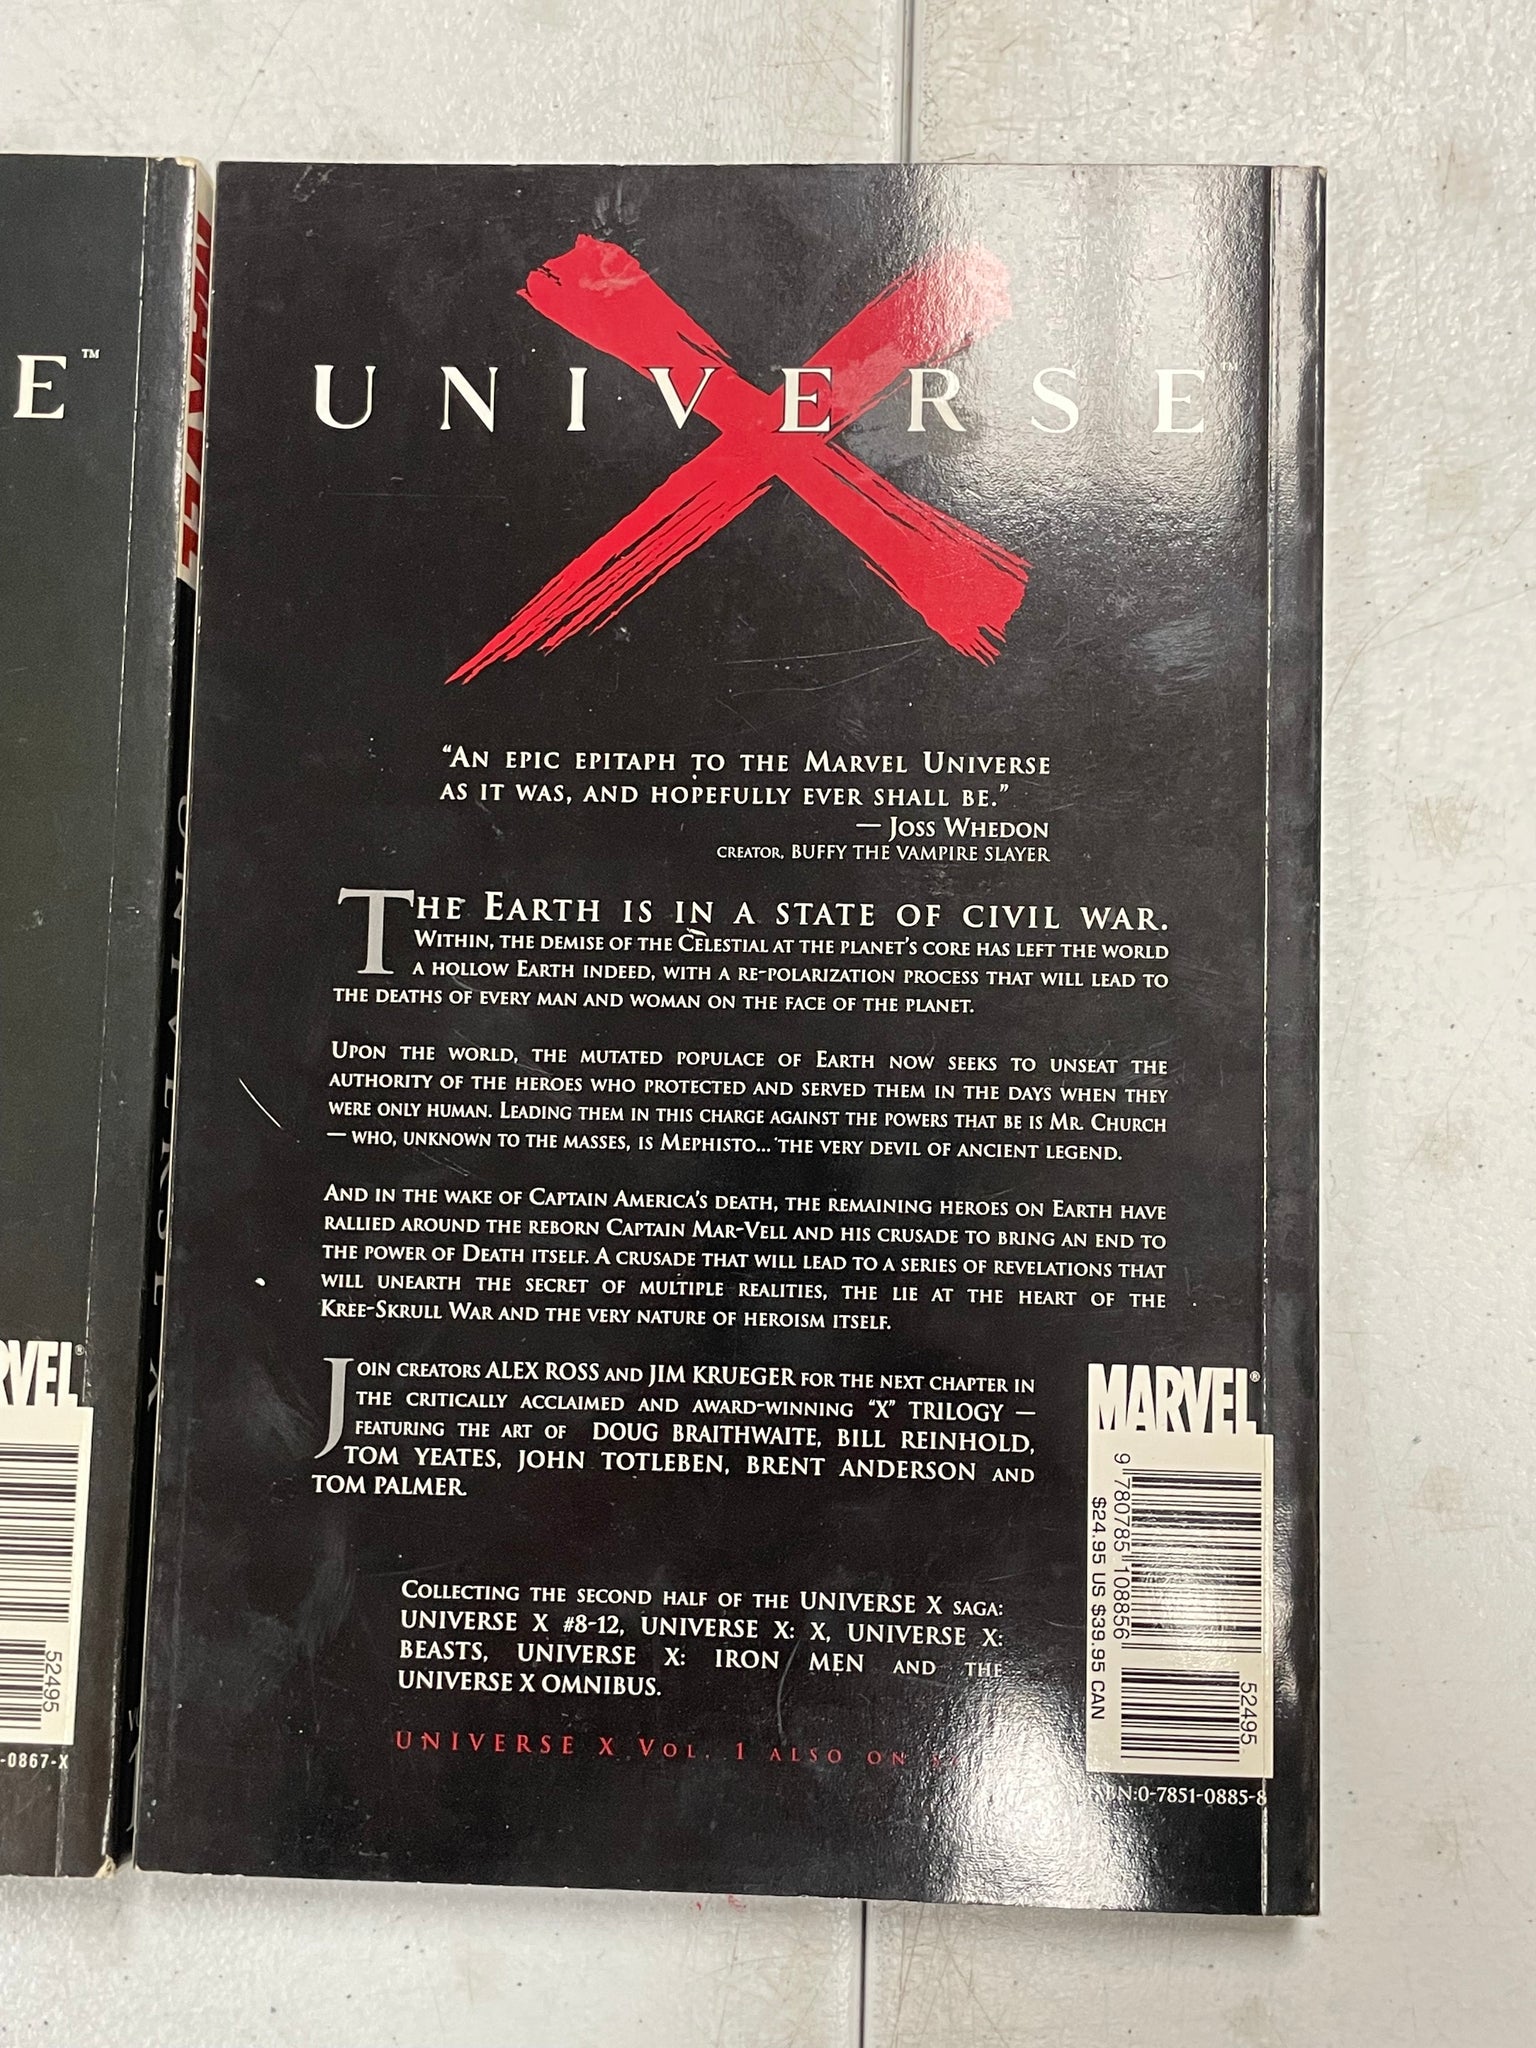 E™
MARVEL
UNIVERSE X
RVEL®
52495
-0867-X
UNIVERSE™
“AN EPIC EPITAPH TO THE MARVEL UNIVERSE
AS IT WAS, AND HOPEFULLY EVER SHALL BE.”
— JOSS WHEDON
CREATOR, BUFFY THE VAMPIRE SLAYER
THE EARTH IS IN A STATE OF CIVIL WAR.
WITHIN, THE DEMISE OF THE CELESTIAL AT THE PLANET’S CORE HAS LEFT THE WORLD
A HOLLOW EARTH INDEED, WITH A RE-POLARIZATION PROCESS THAT WILL LEAD TO
THE DEATHS OF EVERY MAN AND WOMAN ON THE FACE OF THE PLANET.
UPON THE WORLD, THE MUTATED POPULACE OF EARTH NOW SEEKS TO UNSEAT THE
AUTHORITY OF THE HEROES WHO PROTECTED AND SERVED THEM IN THE DAYS WHEN THEY
WERE ONLY HUMAN. LEADING THEM IN THIS CHARGE AGAINST THE POWERS THAT BE IS MR. CHURCH
— WHO, UNKNOWN TO THE MASSES, IS MEPHISTO... THE VERY DEVIL OF ANCIENT LEGEND.
AND IN THE WAKE OF CAPTAIN AMERICA’S DEATH, THE REMAINING HEROES ON EARTH HAVE
RALLIED AROUND THE REBORN CAPTAIN MAR-VELL AND HIS CRUSADE TO BRING AN END TO
THE POWER OF DEATH ITSELF. A CRUSADE THAT WILL LEAD TO A SERIES OF REVELATIONS THAT
WILL UNEARTH THE SECRET OF MULTIPLE REALITIES, THE LIE AT THE HEART OF THE
KREE-SKRULL WAR AND THE VERY NATURE OF HEROISM ITSELF.
JOIN CREATORS ALEX ROSS AND JIM KRUEGER FOR THE NEXT CHAPTER IN
THE CRITICALLY ACCLAIMED AND AWARD-WINNING “X” TRILOGY —
FEATURING THE ART OF DOUG BRAITHWAITE, BILL REINHOLD,
TOM YEATES, JOHN TOTLEBEN, BRENT ANDERSON AND
TOM PALMER.
COLLECTING THE SECOND HALF OF THE UNIVERSE X SAGA:
UNIVERSE X #8-12, UNIVERSE X: X, UNIVERSE X:
BEASTS, UNIVERSE X: IRON MEN AND THE
UNIVERSE X OMNIBUS.
UNIVERSE X VOL. 1 ALSO ON
MARVEL®
9 780785 108856
$24.95 US $39.95 CAN
52495
ISBN:0-7851-0885-8